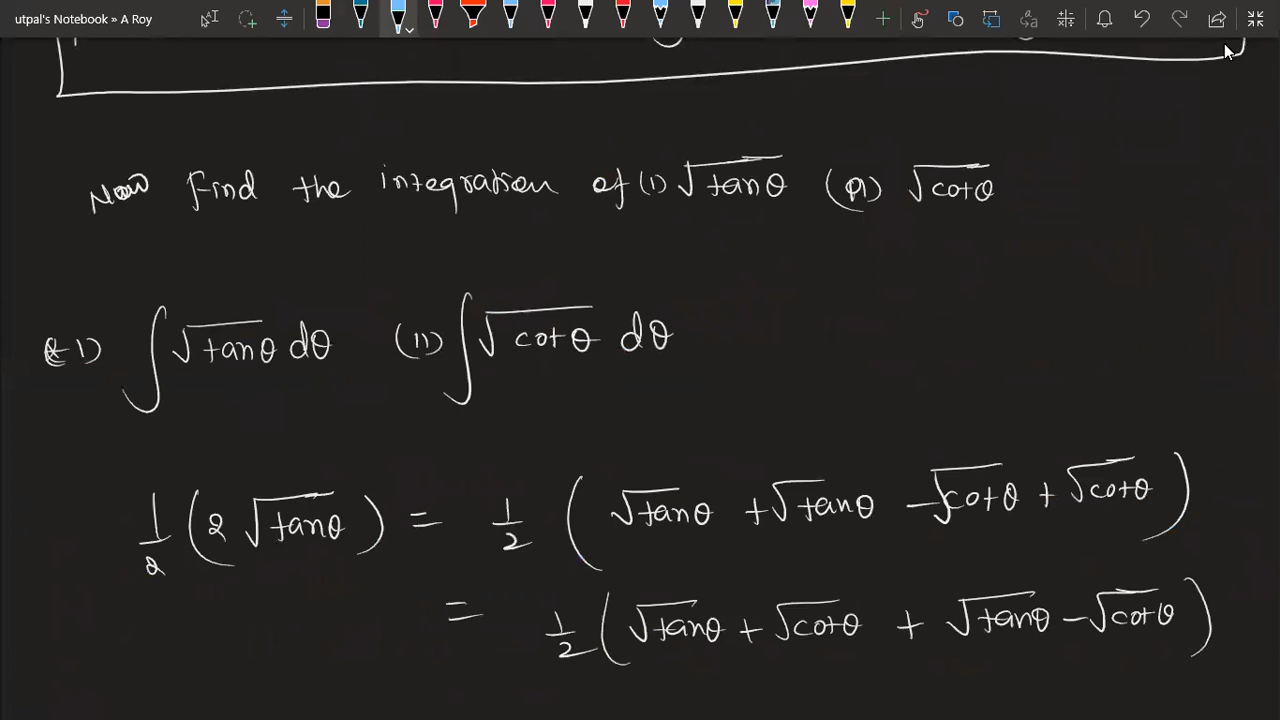 utpal's Notebook » A Roy
Now Find the integration of (i) √tanθ (ii) √cotθ
(i) ∫√tanθ dθ (ii) ∫√cotθ dθ
1/2 (2√tanθ) = 1/2 (√tanθ + √tanθ − √cotθ + √cotθ)
= 1/2 (√tanθ + √cotθ + √tanθ − √cotθ)